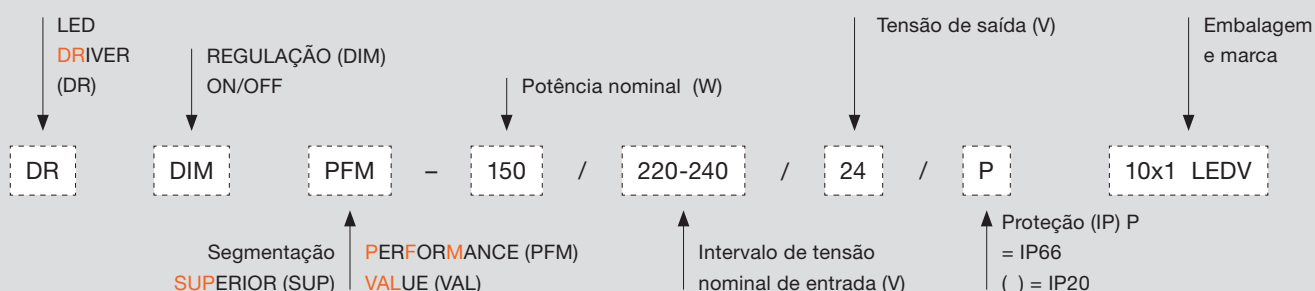 LED
DRIVER
(DR)
REGULAÇÃO (DIM)
ON/OFF
Potência nominal (W)
Tensão de saída (V)
Embalagem
e marca
DR DIM PFM – 150 / 220-240 / 24 / P 10x1 LEDV
Segmentação
SUPERIOR (SUP)
PERFORMANCE (PFM)
VALUE (VAL)
Intervalo de tensão
nominal de entrada (V)
Proteção (IP) P
= IP66
( ) = IP20